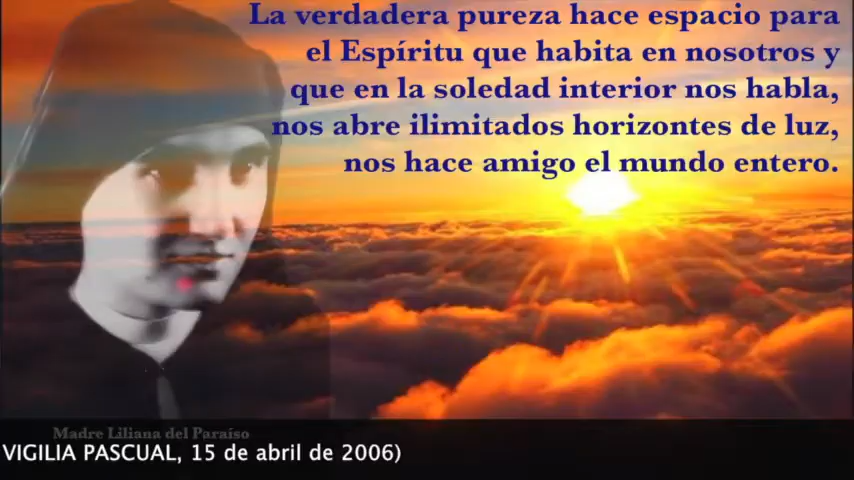 La verdadera pureza hace espacio para
el Espíritu que habita en nosotros y
que en la soledad interior nos habla,
nos abre ilimitados horizontes de luz,
nos hace amigo el mundo entero.
Madre Liliana del Paraíso
VIGILIA PASCUAL, 15 de abril de 2006)